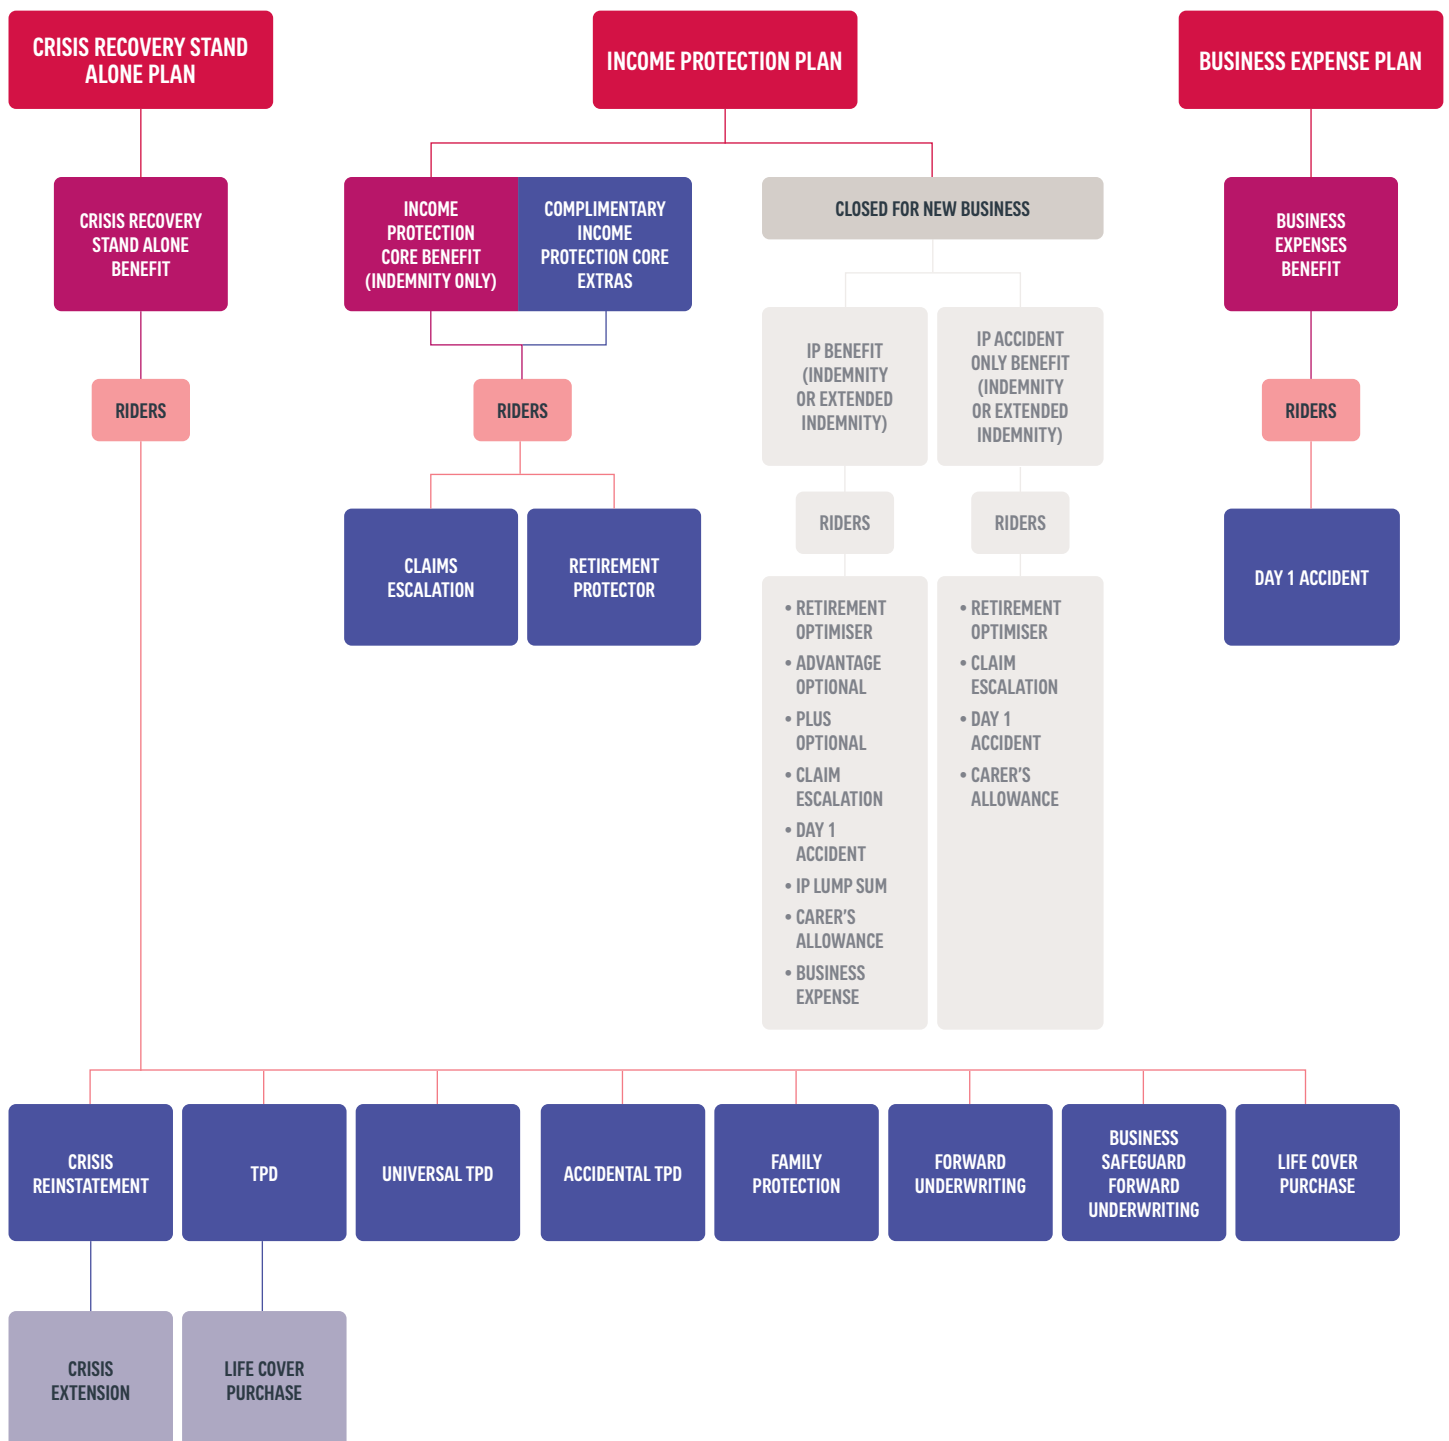 CRISIS RECOVERY STAND
ALONE PLAN
INCOME PROTECTION PLAN
BUSINESS EXPENSE PLAN
CRISIS RECOVERY
STAND ALONE
BENEFIT
INCOME
PROTECTION
CORE BENEFIT
(INDEMNITY ONLY)
COMPLIMENTARY
INCOME
PROTECTION CORE
EXTRAS
CLOSED FOR NEW BUSINESS
BUSINESS
EXPENSES
BENEFIT
IP BENEFIT
(INDEMNITY
OR EXTENDED
INDEMNITY)
IP ACCIDENT
ONLY BENEFIT
(INDEMNITY
OR EXTENDED
INDEMNITY)
RIDERS
RIDERS
RIDERS
RIDERS
RIDERS
CLAIMS
ESCALATION
RETIREMENT
PROTECTOR
• RETIREMENT
OPTIMISER
• ADVANTAGE
OPTIONAL
• PLUS
OPTIONAL
• CLAIM
ESCALATION
• DAY 1
ACCIDENT
• IP LUMP SUM
• CARER'S
ALLOWANCE
• BUSINESS
EXPENSE
• RETIREMENT
OPTIMISER
• CLAIM
ESCALATION
• DAY 1
ACCIDENT
• CARER'S
ALLOWANCE
DAY 1 ACCIDENT
CRISIS
REINSTATEMENT
TPD
UNIVERSAL TPD
ACCIDENTAL TPD
FAMILY
PROTECTION
FORWARD
UNDERWRITING
BUSINESS
SAFEGUARD
FORWARD
UNDERWRITING
LIFE COVER
PURCHASE
CRISIS
EXTENSION
LIFE COVER
PURCHASE